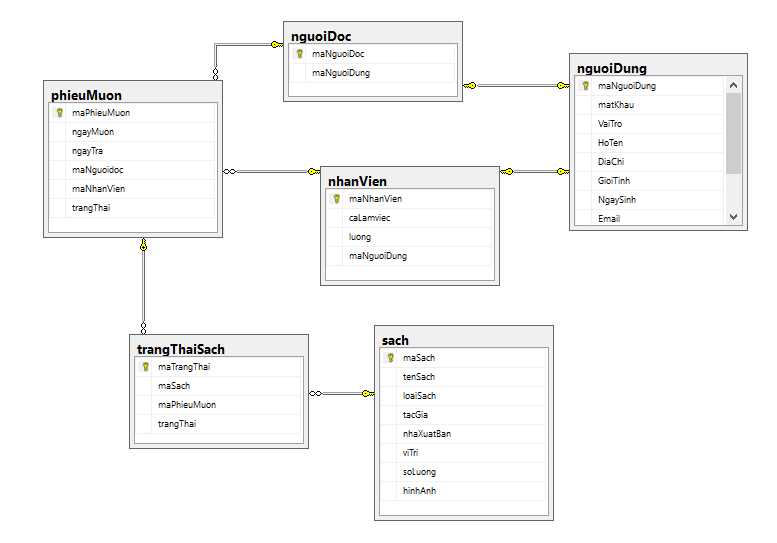 nguoiDoc
maNguoiDoc
maNguoiDung
nguoiDung
maNguoiDung
matKhau
VaiTro
HoTen
DiaChi
GioiTinh
NgaySinh
Email
phieuMuon
maPhieuMuon
ngayMuon
ngayTra
maNguoidoc
maNhanVien
trangThai
nhanVien
maNhanVien
caLamviec
luong
maNguoiDung
trangThaiSach
maTrangThai
maSach
maPhieuMuon
trangThai
sach
maSach
tenSach
loaiSach
tacGia
nhaXuatBan
viTri
soLuong
hinhAnh